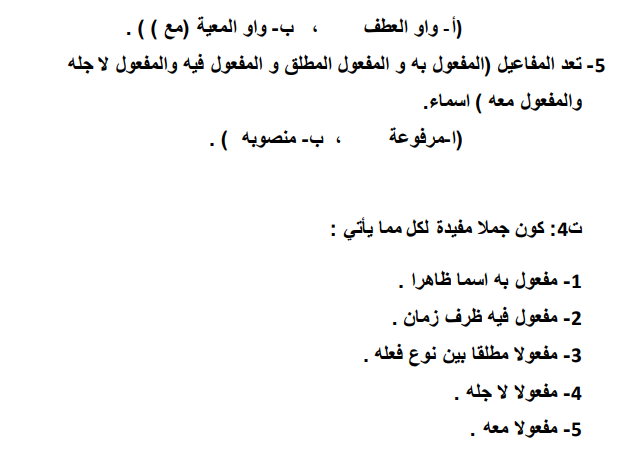 (أ- واو العطف ، ب- واو المعية (مع ) ) .
5- تعد المفاعيل (المفعول به و المفعول المطلق و المفعول فيه والمفعول لا جله
والمفعول معه ) اسماء.
(ا-مرفوعة ، ب- منصوبه ) .
ت4: كون جملا مفيدة لكل مما يأتي :
1- مفعول به اسما ظاهرا .
2- مفعول فيه ظرف زمان .
3- مفعولا مطلقا بين نوع فعله .
4- مفعولا لا جله .
5- مفعولا معه .